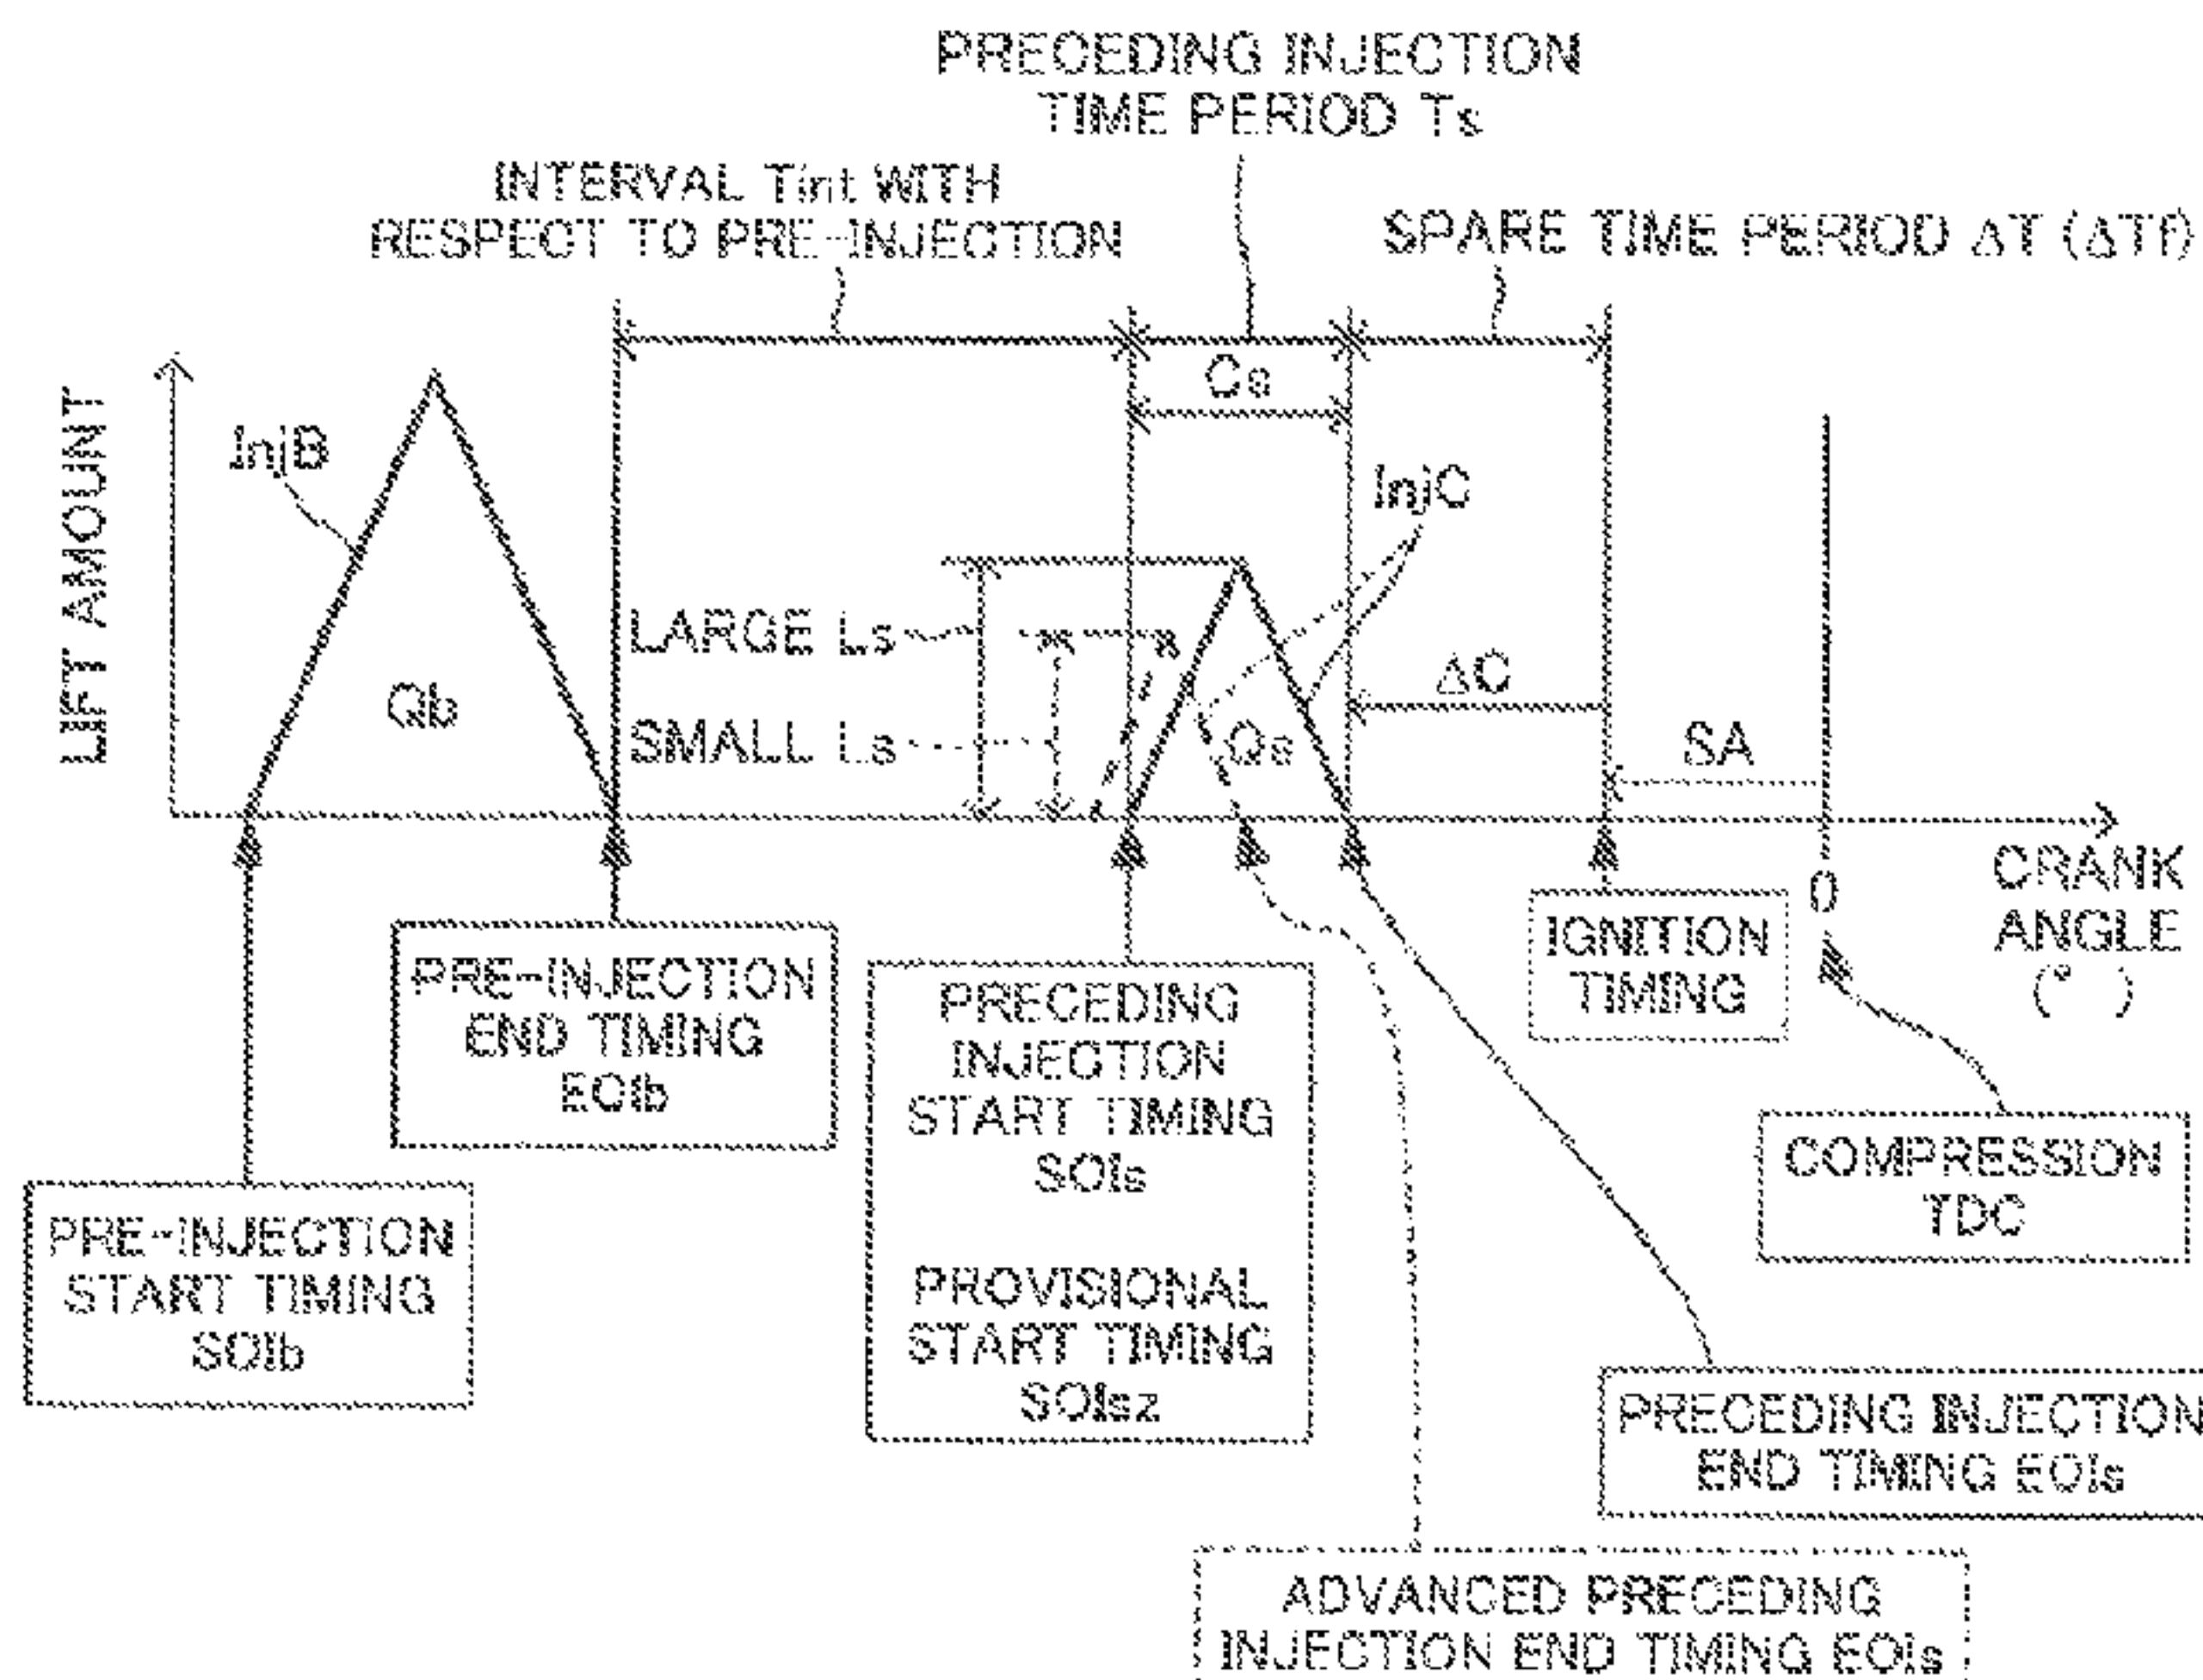 PRECEDING INJECTION
TIME PERIOD Ts
INTERVAL Tint WITH
RESPECT TO PRE-INJECTION
SPARE TIME PERIOD ΔT (ΔTf)
Cs
LIFT AMOUNT
InjB
InjC
LARGE Ls
ΔC
Qb
SMALL Ls
Qs
SA
0
CRANK
ANGLE
(° )
IGNITION
TIMING
PRE-INJECTION
END TIMING
EOIb
PRECEDING
INJECTION
START TIMING
SOIs
PROVISIONAL
START TIMING
SOIsz
COMPRESSION
TDC
PRE-INJECTION
START TIMING
SOIb
PRECEDING INJECTION
END TIMING EOIs
ADVANCED PRECEDING
INJECTION END TIMING EOIs